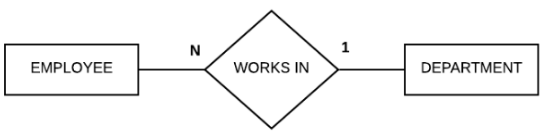 N
1
EMPLOYEE
WORKS IN
DEPARTMENT